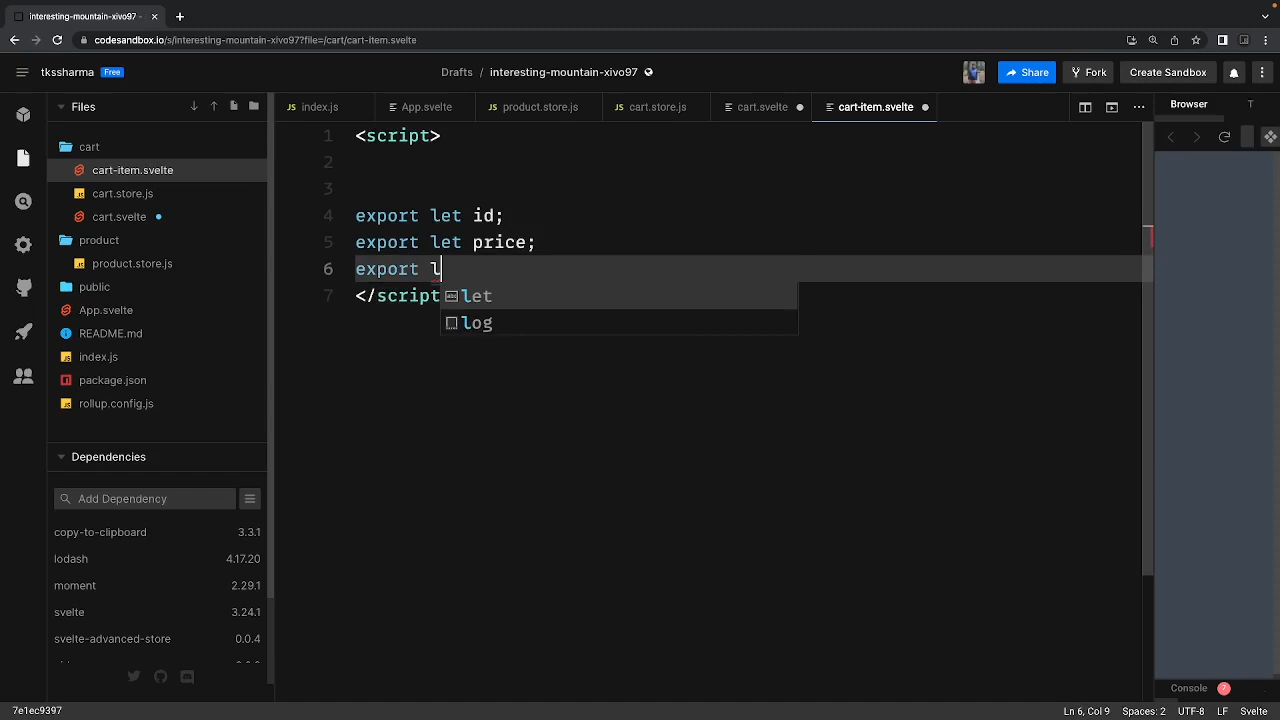 interesting-mountain-xivo97 -
codesandbox.io/s/interesting-mountain-xivo97?file=/cart/cart-item.svelte
tkssharma Free
Drafts / interesting-mountain-xivo97
Share
Fork
Create Sandbox
Files
index.js
App.svelte
product.store.js
cart.store.js
cart.svelte
cart-item.svelte
Browser
T
cart
cart-item.svelte
cart.store.js
cart.svelte
product
product.store.js
public
App.svelte
README.md
index.js
package.json
rollup.config.js
Dependencies
Add Dependency
copy-to-clipboard 3.3.1
lodash 4.17.20
moment 2.29.1
svelte 3.24.1
svelte-advanced-store 0.0.4
1 <script>
2
3
4 export let id;
5 export let price;
6 export l
7 </script
let
log
Console 7
7e1ec9397
Ln 6, Col 9 Spaces: 2 UTF-8 LF Svelte